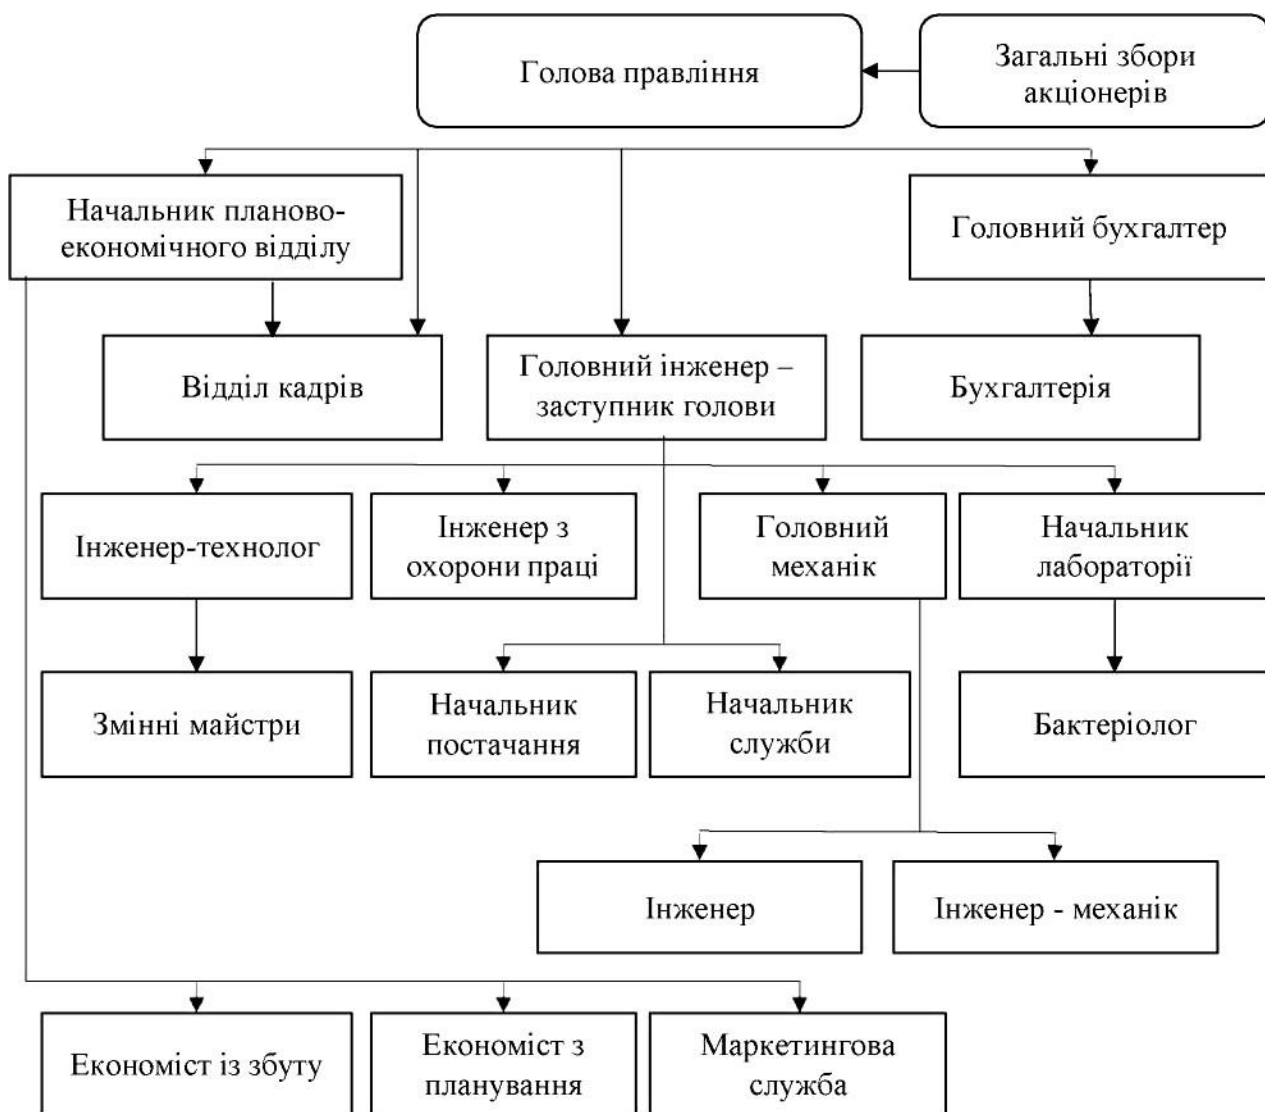 Голова правління
Загальні збори
акціонерів
Начальник планово-
економічного відділу
Головний бухгалтер
Відділ кадрів
Головний інженер –
заступник голови
Бухгалтерія
Інженер-технолог
Інженер з
охорони праці
Головний
механік
Начальник
лабораторії
Змінні майстри
Начальник
постачання
Начальник
служби
Бактеріолог
Інженер
Інженер - механік
Економіст із збуту
Економіст з
планування
Маркетингова
служба